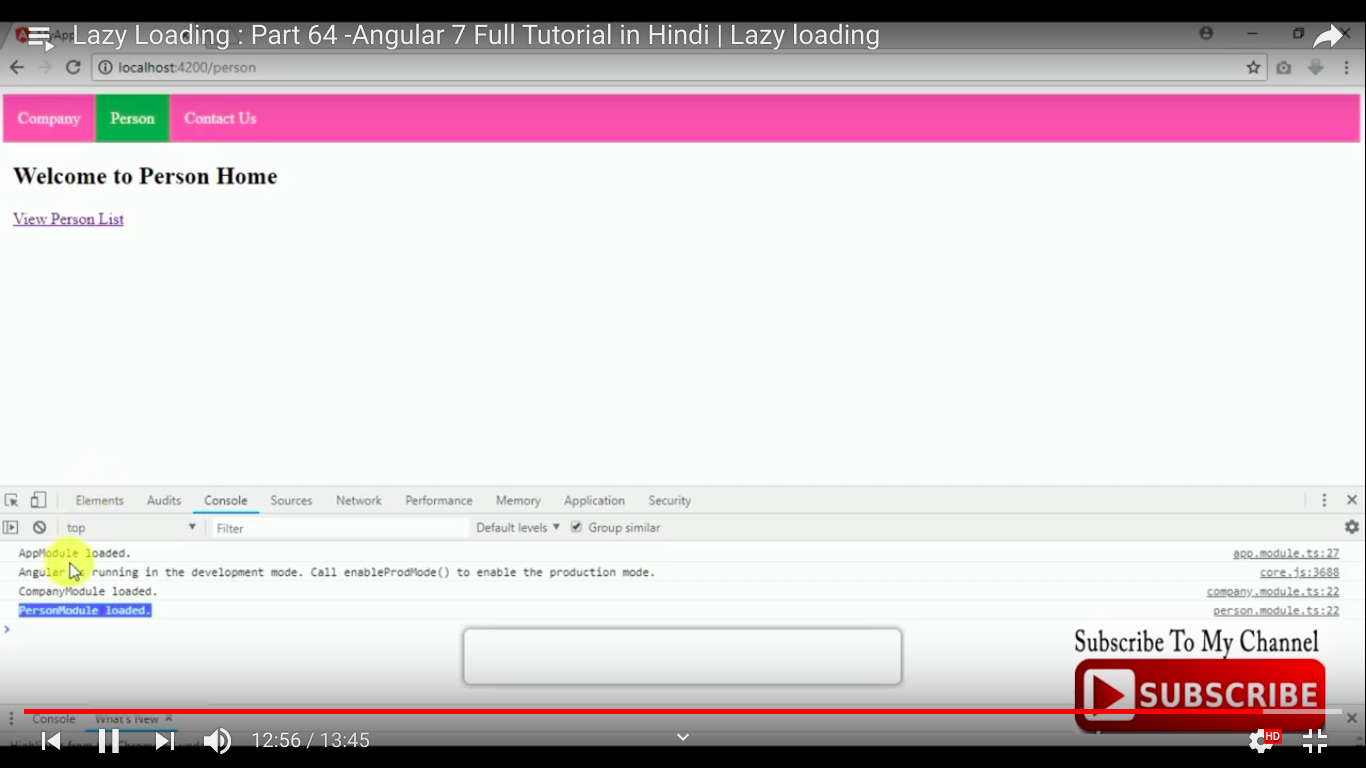 Lazy Loading : Part 64 -Angular 7 Full Tutorial in Hindi | Lazy loading
localhost:4200/person
Company Person Contact Us
Welcome to Person Home
View Person List
Elements Audits Console Sources Network Performance Memory Application Security
top Filter Default levels Group similar
AppModule loaded. app.module.ts:27
Angular is running in the development mode. Call enableProdMode() to enable the production mode. core.js:3688
CompanyModule loaded. company.module.ts:22
PersonModule loaded. person.module.ts:22
Subscribe To My Channel
SUBSCRIBE
Console What's New
12:56 / 13:45
HD